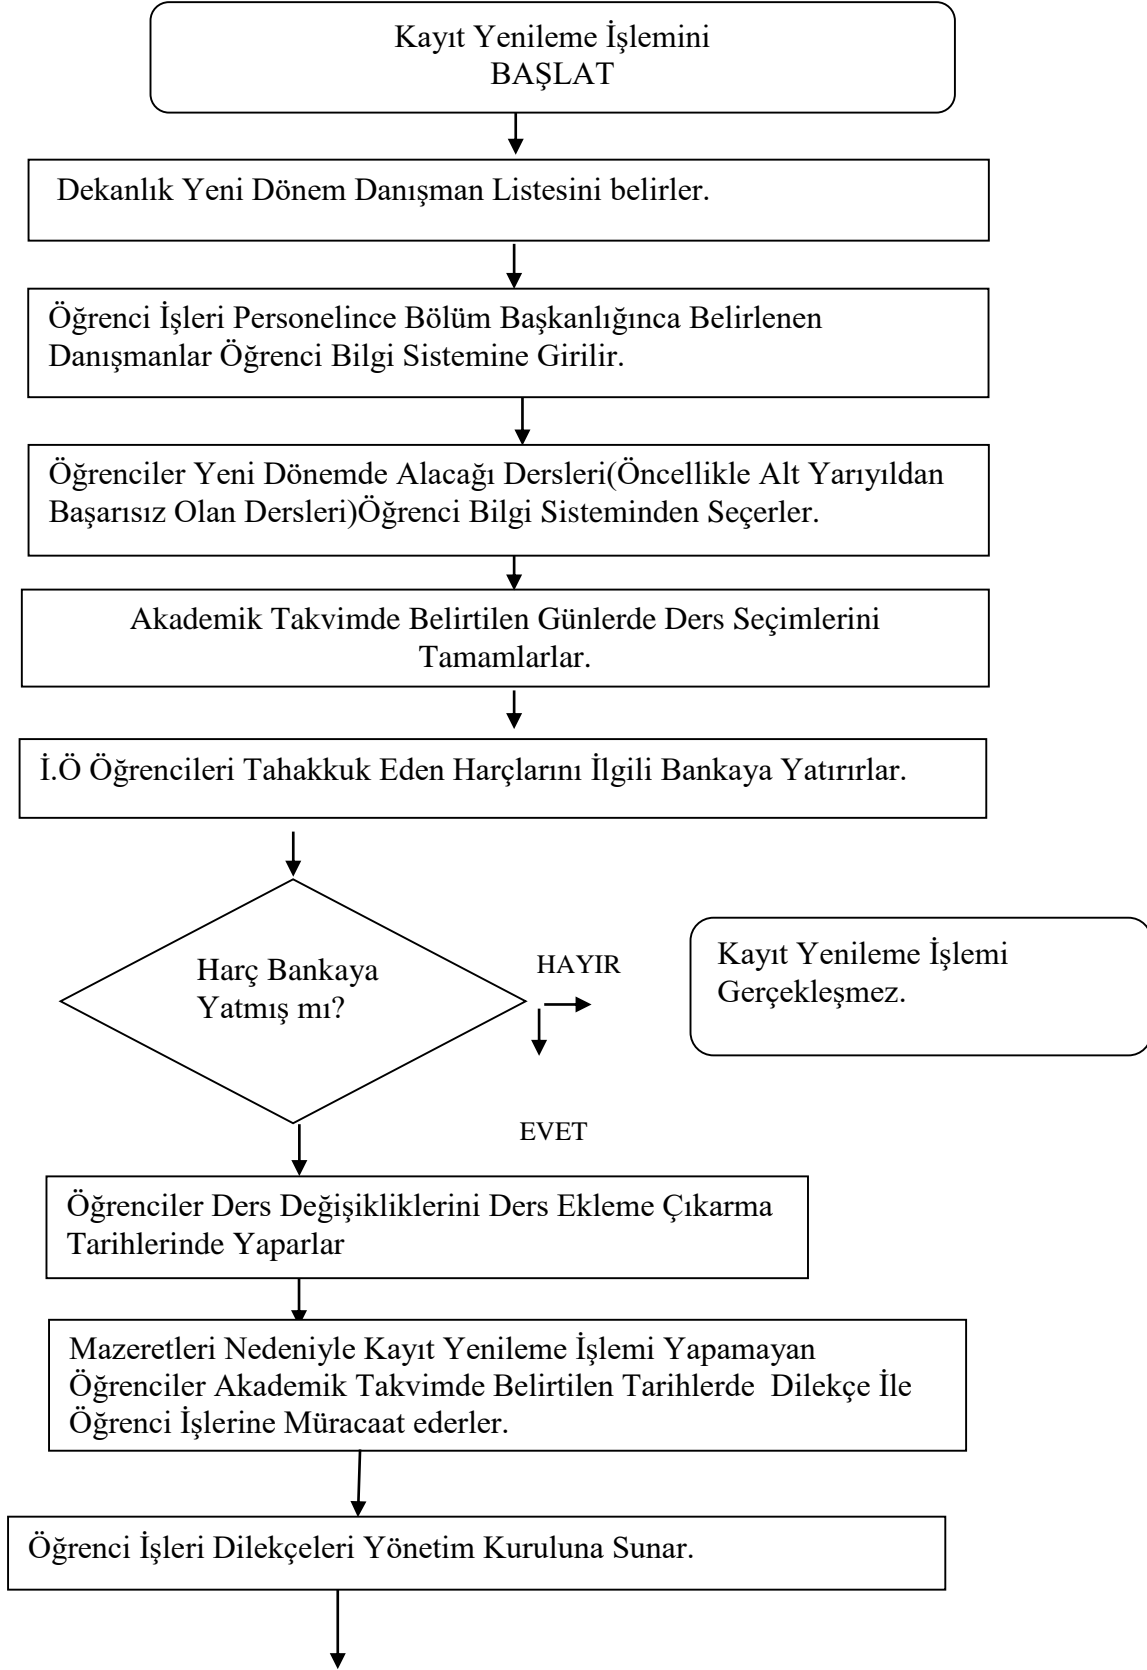 Kayıt Yenileme İşlemini
BAŞLAT
Dekanlık Yeni Dönem Danışman Listesini belirler.
Öğrenci İşleri Personelince Bölüm Başkanlığınca Belirlenen
Danışmanlar Öğrenci Bilgi Sistemine Girilir.
Öğrenciler Yeni Dönemde Alacağı Dersleri(Öncellikle Alt Yarıyıldan
Başarısız Olan Dersleri)Öğrenci Bilgi Sisteminden Seçerler.
Akademik Takvimde Belirtilen Günlerde Ders Seçimlerini
Tamamlarlar.
İ.Ö Öğrencileri Tahakkuk Eden Harçlarını İlgili Bankaya Yatırırlar.
Harç Bankaya
Yatmış mı?
HAYIR
Kayıt Yenileme İşlemi
Gerçekleşmez.
EVET
Öğrenciler Ders Değişikliklerini Ders Ekleme Çıkarma
Tarihlerinde Yaparlar
Mazeretleri Nedeniyle Kayıt Yenileme İşlemi Yapamayan
Öğrenciler Akademik Takvimde Belirtilen Tarihlerde  Dilekçe İle
Öğrenci İşlerine Müracaat ederler.
Öğrenci İşleri Dilekçeleri Yönetim Kuruluna Sunar.